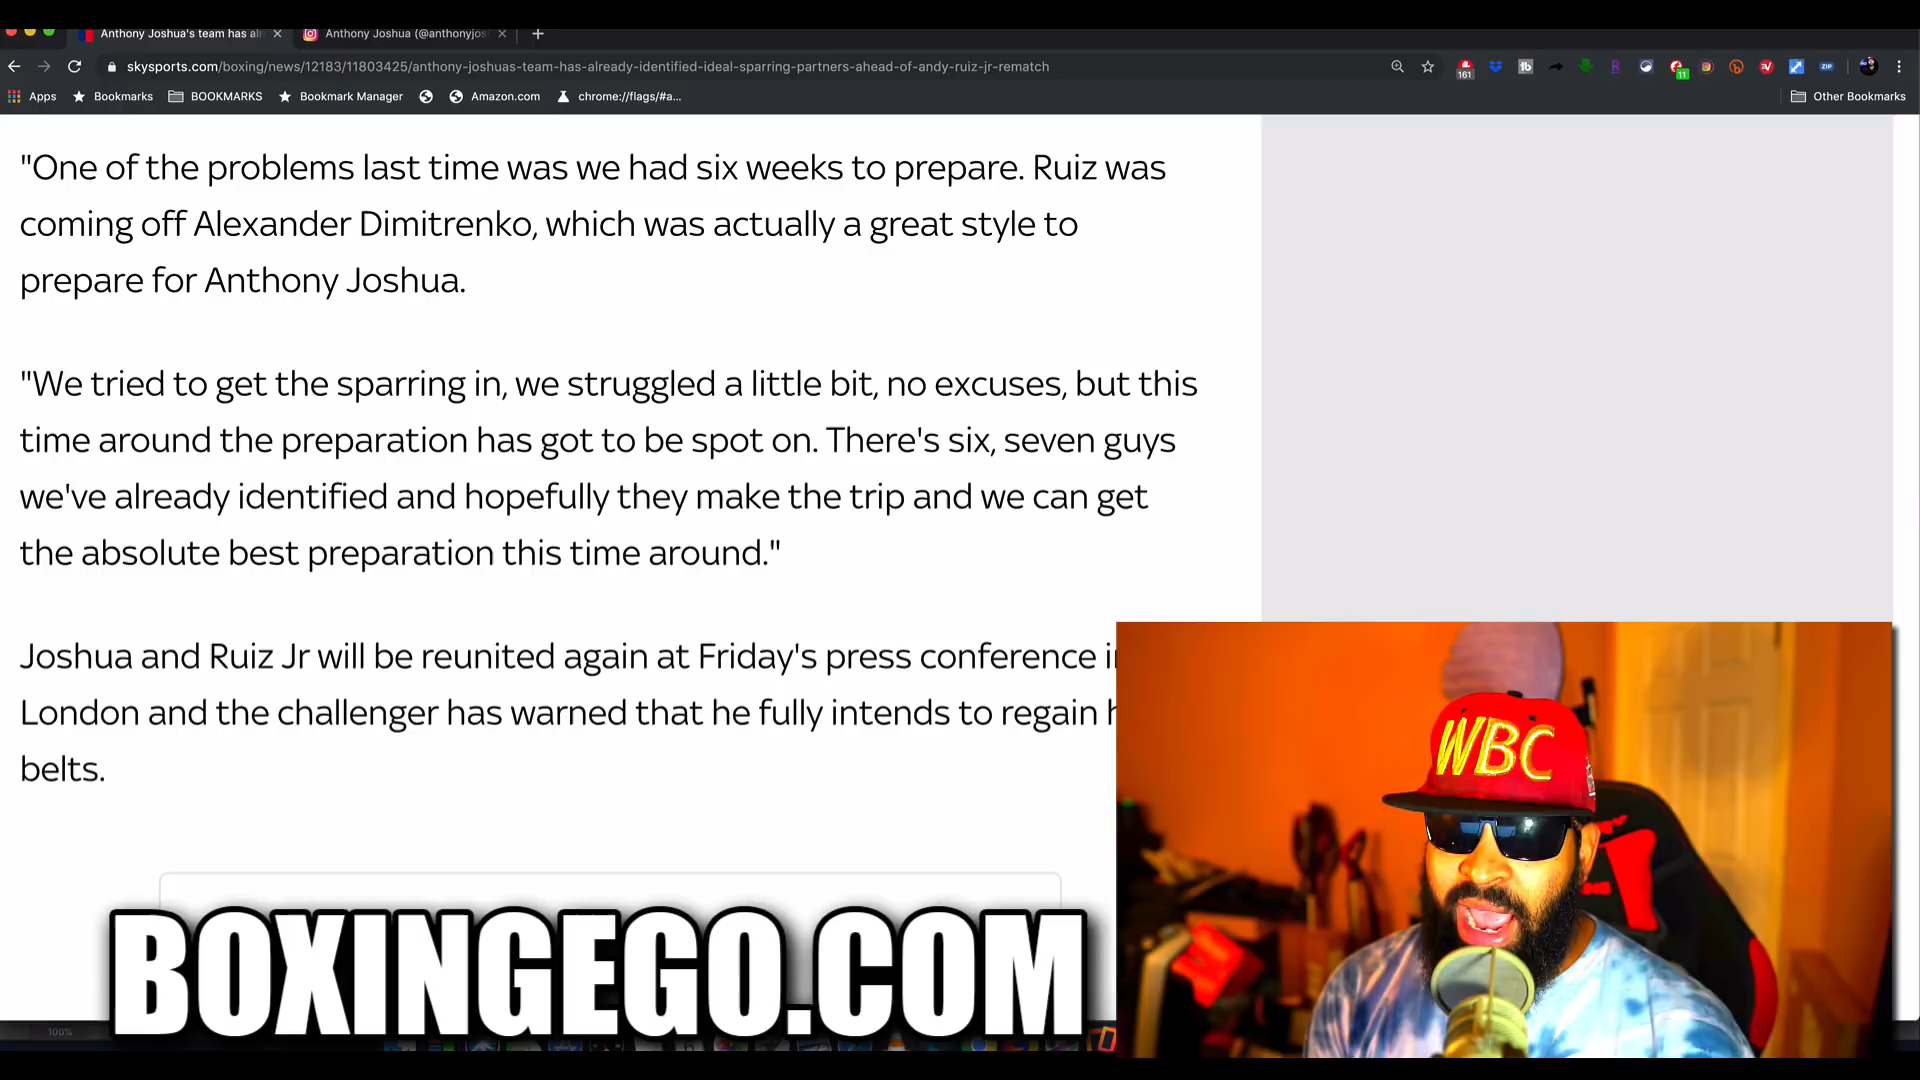 Anthony Joshua's team has alr
Anthony Joshua (@anthonyjos
skysports.com/boxing/news/12183/11803425/anthony-joshuas-team-has-already-identified-ideal-sparring-partners-ahead-of-andy-ruiz-jr-rematch
161
11
ZIP
Apps
Bookmarks
BOOKMARKS
Bookmark Manager
Amazon.com
chrome://flags/#a...
Other Bookmarks
"One of the problems last time was we had six weeks to prepare. Ruiz was
coming off Alexander Dimitrenko, which was actually a great style to
prepare for Anthony Joshua.
"We tried to get the sparring in, we struggled a little bit, no excuses, but this
time around the preparation has got to be spot on. There's six, seven guys
we've already identified and hopefully they make the trip and we can get
the absolute best preparation this time around."
Joshua and Ruiz Jr will be reunited again at Friday's press conference
London and the challenger has warned that he fully intends to regain
belts.
WBC
BOXINGEGO.COM
100%